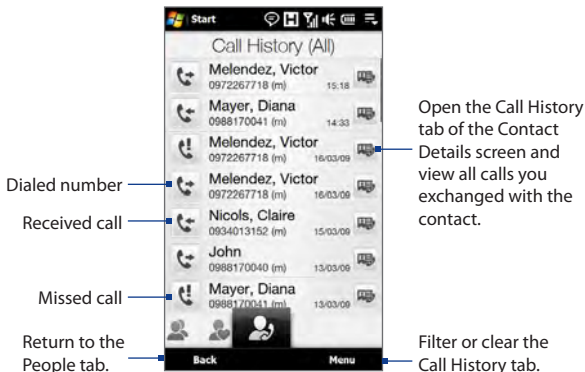 Start
Call History (All)
Melendez, Victor
0972267718 (m) 15:18
Mayer, Diana
0988170041 (m) 14:33
Melendez, Victor
0972267718 (m) 16/03/09
Melendez, Victor
0972267718 (m) 16/03/09
Nicols, Claire
0934013152 (m) 15/03/09
John
0988170040 (m) 13/03/09
Mayer, Diana
0988170041 (m) 13/03/09
Back Menu
Dialed number
Received call
Missed call
Return to the
People tab.
Open the Call History
tab of the Contact
Details screen and
view all calls you
exchanged with the
contact.
Filter or clear the
Call History tab.